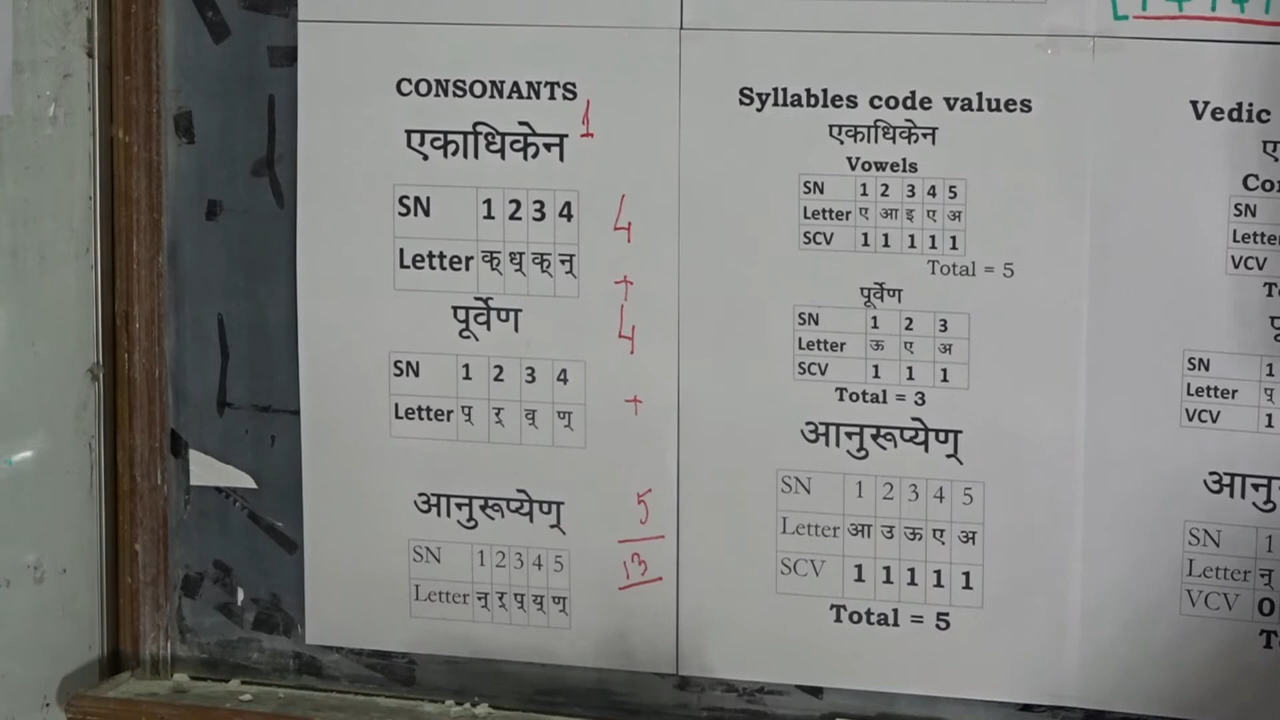 CONSONANTS
एकाधिकेन 1
SN 1 2 3 4
Letter क् ध् क् न्
4
+
पूर्वेण
4
SN 1 2 3 4
Letter प् र् व् ण्
+
आनुरूप्येण्
5
SN 1 2 3 4 5
Letter न् र् प् य् ण्
13
Syllables code values
एकाधिकेन
Vowels
SN 1 2 3 4 5
Letter ए आ इ ए अ
SCV 1 1 1 1 1
Total = 5
पूर्वेण
SN 1 2 3
Letter ऊ ए अ
SCV 1 1 1
Total = 3
आनुरूप्येण्
SN 1 2 3 4 5
Letter आ उ ऊ ए अ
SCV 1 1 1 1 1
Total = 5
Vedic
ए
SN
VCV
SN 1
Letter प्
VCV 1
आनु
SN 1
Letter न्
VCV 0